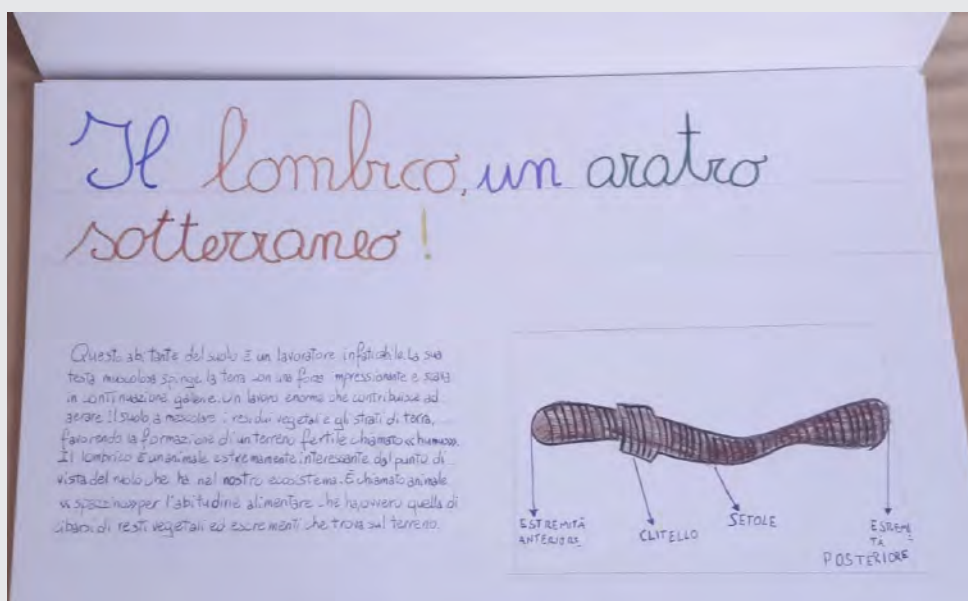 Il lombrico, un aratro
sotterraneo!
Questo abitante del suolo è un lavoratore infaticabile. La sua
testa muscolosa spinge la terra con una forza impressionante e scava
in continuazione gallerie. Un lavoro enorme che contribuisce ad
aerare il suolo a mescolare i residui vegetali e gli strati di terra,
favorendo la formazione di un terreno fertile chiamato «humus».
Il lombrico è un animale estremamente interessante dal punto di
vista del ruolo che ha nel nostro ecosistema. È chiamato animale
«spazzino» per l'abitudine alimentare che ha, ovvero quella di
cibarsi di resti vegetali ed escrementi che trova sul terreno.
ESTREMITÀ
ANTERIORE
CLITELLO
SETOLE
ESREMI
TÀ
POSTERIORE